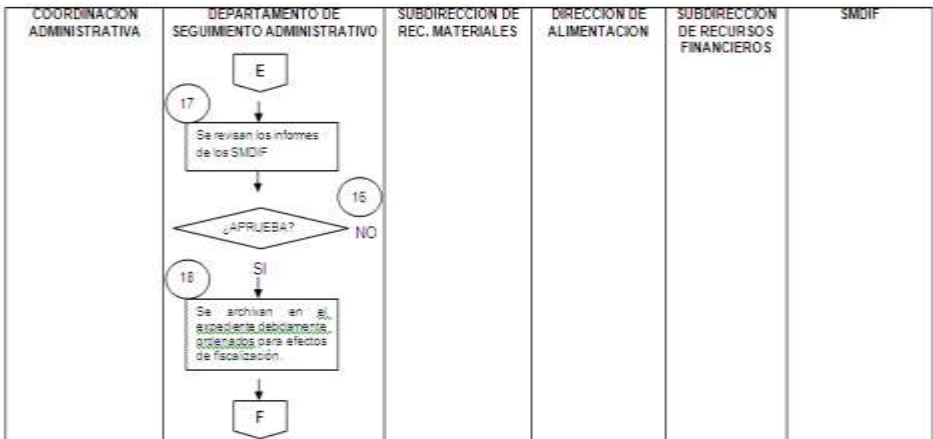 COORDINACION
ADMINISTRATIVA
DEPARTAMENTO DE
SEGUIMIENTO ADMINISTRATIVO
SUBDIRECCION DE
REC. MATERIALES
DIRECCION DE
ALIMENTACION
SUBDIRECCION
DE RECURSOS
FINANCIEROS
SMDIF
E
17
Se revisan los informes
de los SMDIF
16
¿APRUEBA?
NO
SI
18
Se archivan en el
expediente debidamente
ordenados para efectos
de fiscalización.
F